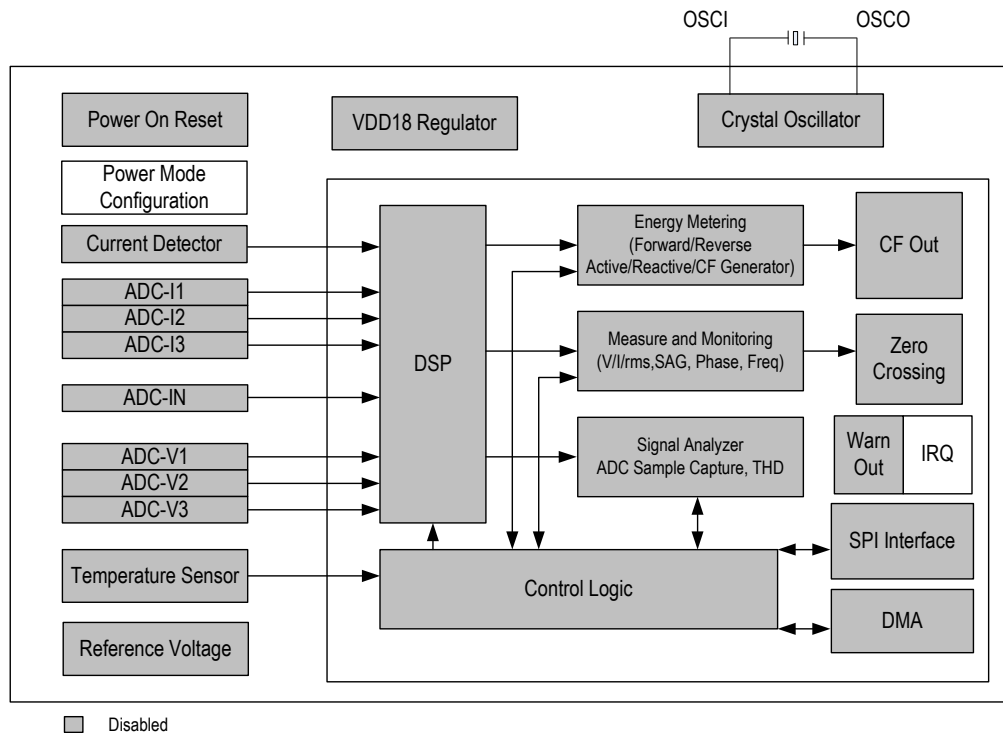 OSCI
OSCO
Power On Reset
VDD18 Regulator
Crystal Oscillator
Power Mode
Configuration
Current Detector
ADC-I1
ADC-I2
ADC-I3
ADC-IN
ADC-V1
ADC-V2
ADC-V3
Temperature Sensor
Reference Voltage
DSP
Energy Metering
(Forward/Reverse
Active/Reactive/CF Generator)
CF Out
Measure and Monitoring
(V/I/rms,SAG, Phase, Freq)
Zero
Crossing
Signal Analyzer
ADC Sample Capture, THD
Warn
Out
IRQ
SPI Interface
Control Logic
DMA
Disabled